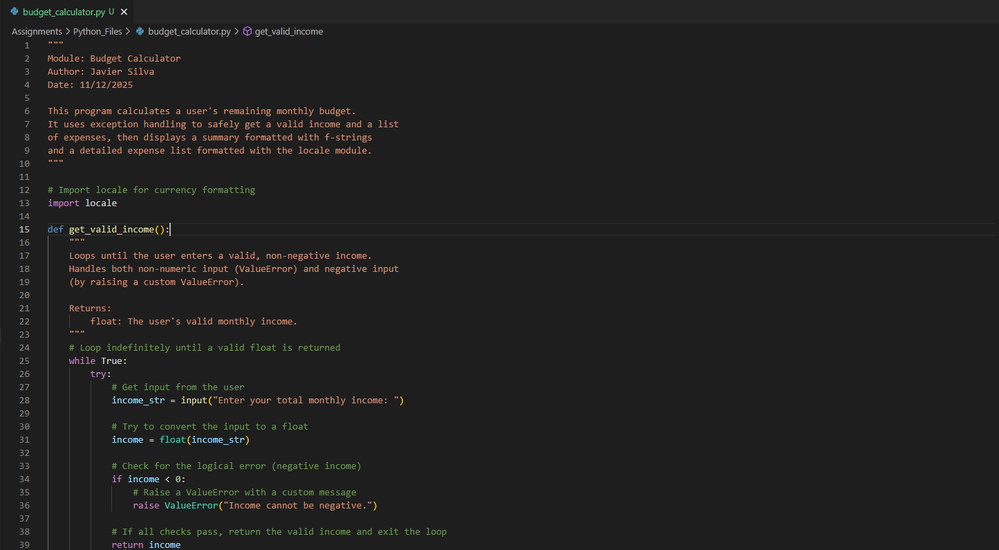 budget_calculator.py U ×
Assignments > Python_Files > budget_calculator.py > get_valid_income
1 """
2 Module: Budget Calculator
3 Author: Javier Silva
4 Date: 11/12/2025
5
6 This program calculates a user's remaining monthly budget.
7 It uses exception handling to safely get a valid income and a list
8 of expenses, then displays a summary formatted with f-strings
9 and a detailed expense list formatted with the locale module.
10 """
11
12 # Import locale for currency formatting
13 import locale
14
15 def get_valid_income():
16     """
17     Loops until the user enters a valid, non-negative income.
18     Handles both non-numeric input (ValueError) and negative input
19     (by raising a custom ValueError).
20
21     Returns:
22         float: The user's valid monthly income.
23     """
24     # Loop indefinitely until a valid float is returned
25     while True:
26         try:
27             # Get input from the user
28             income_str = input("Enter your total monthly income: ")
29
30             # Try to convert the input to a float
31             income = float(income_str)
32
33             # Check for the logical error (negative income)
34             if income < 0:
35                 # Raise a ValueError with a custom message
36                 raise ValueError("Income cannot be negative.")
37
38             # If all checks pass, return the valid income and exit the loop
39             return income